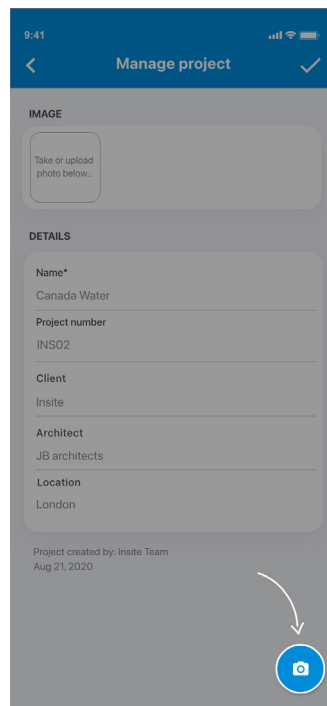 9:41
Manage project
IMAGE
Take or upload
photo below...
DETAILS
Name*
Canada Water
Project number
INS02
Client
Insite
Architect
JB architects
Location
London
Project created by: Insite Team
Aug 21, 2020